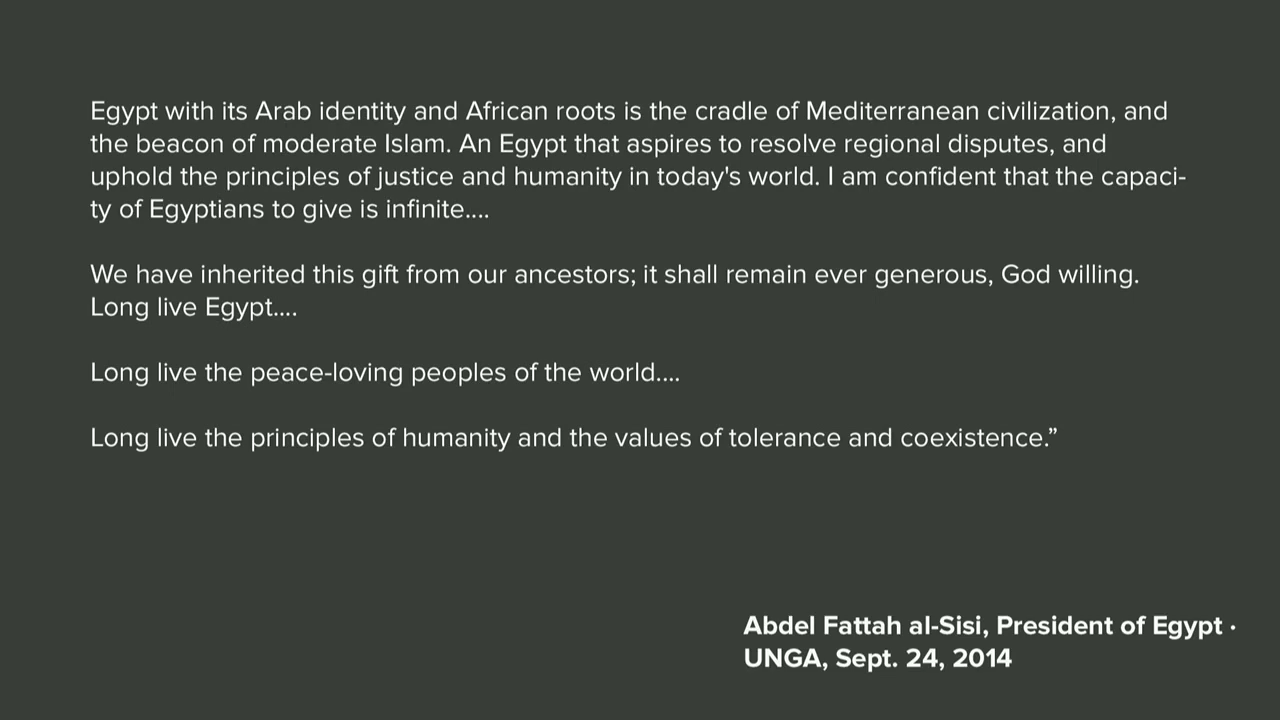 Egypt with its Arab identity and African roots is the cradle of Mediterranean civilization, and
the beacon of moderate Islam. An Egypt that aspires to resolve regional disputes, and
uphold the principles of justice and humanity in today's world. I am confident that the capaci-
ty of Egyptians to give is infinite....
We have inherited this gift from our ancestors; it shall remain ever generous, God willing.
Long live Egypt....
Long live the peace-loving peoples of the world....
Long live the principles of humanity and the values of tolerance and coexistence.”
Abdel Fattah al-Sisi, President of Egypt ·
UNGA, Sept. 24, 2014